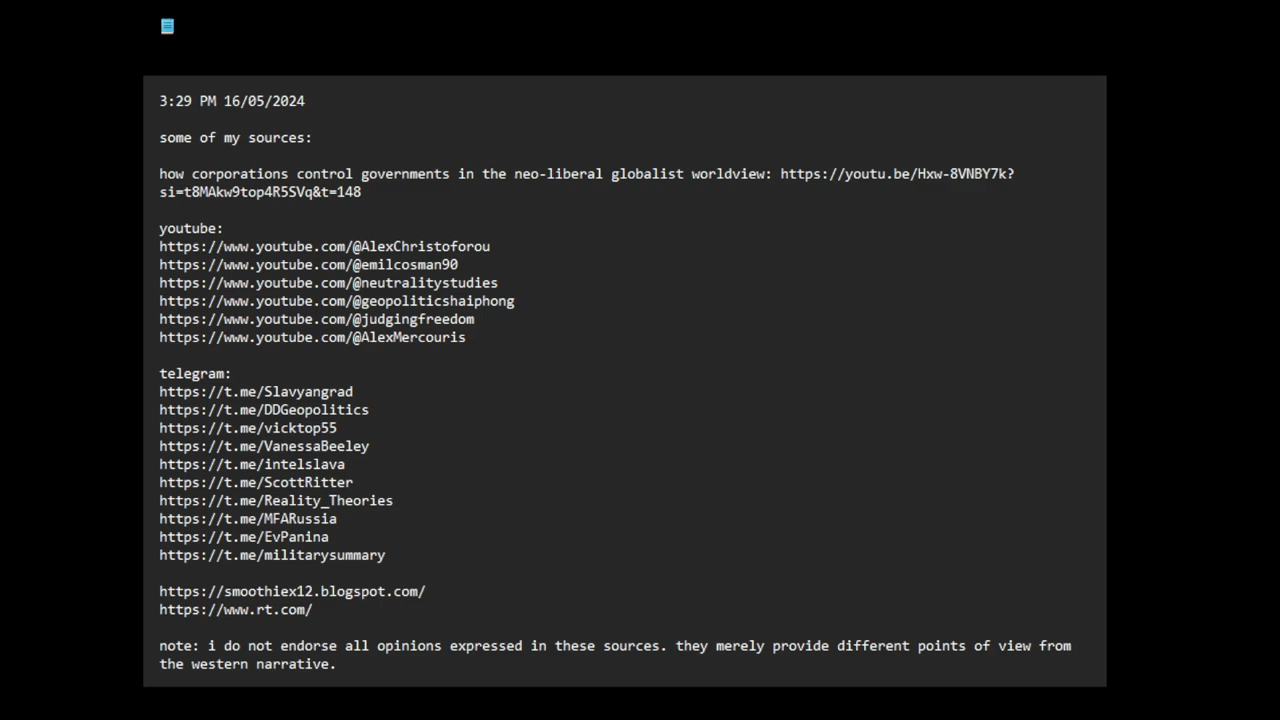 3:29 PM 16/05/2024
some of my sources:
how corporations control governments in the neo-liberal globalist worldview: https://youtu.be/Hxw-8VNBY7k?
si=t8MAkw9top4R5SVq&t=148
youtube:
https://www.youtube.com/@AlexChristoforou
https://www.youtube.com/@emilcosman90
https://www.youtube.com/@neutralitystudies
https://www.youtube.com/@geopoliticshaiphong
https://www.youtube.com/@judgingfreedom
https://www.youtube.com/@AlexMercouris
telegram:
https://t.me/Slavyangrad
https://t.me/DDGeopolitics
https://t.me/vicktop55
https://t.me/VanessaBeeley
https://t.me/intelslava
https://t.me/ScottRitter
https://t.me/Reality_Theories
https://t.me/MFARussia
https://t.me/EvPanina
https://t.me/militarysummary
https://smoothiex12.blogspot.com/
https://www.rt.com/
note: i do not endorse all opinions expressed in these sources. they merely provide different points of view from
the western narrative.